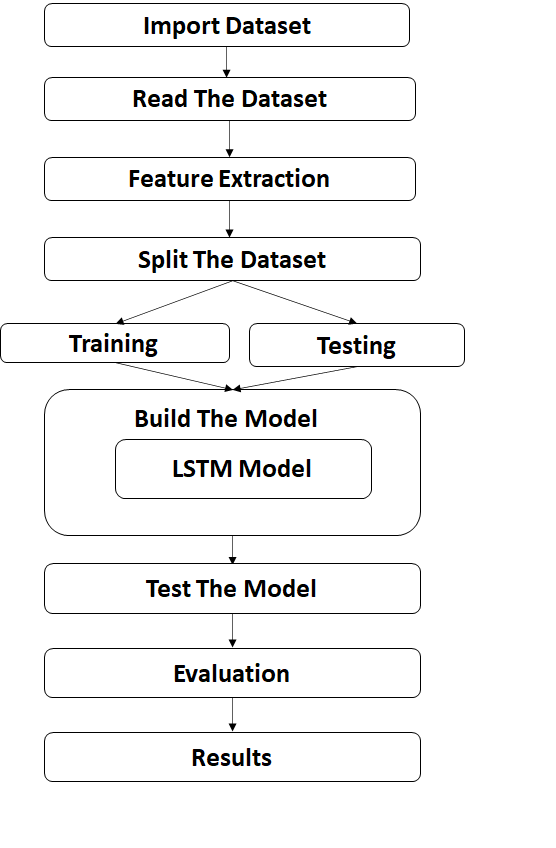 Import Dataset
Read The Dataset
Feature Extraction
Split The Dataset
Training
Testing
Build The Model
LSTM Model
Test The Model
Evaluation
Results